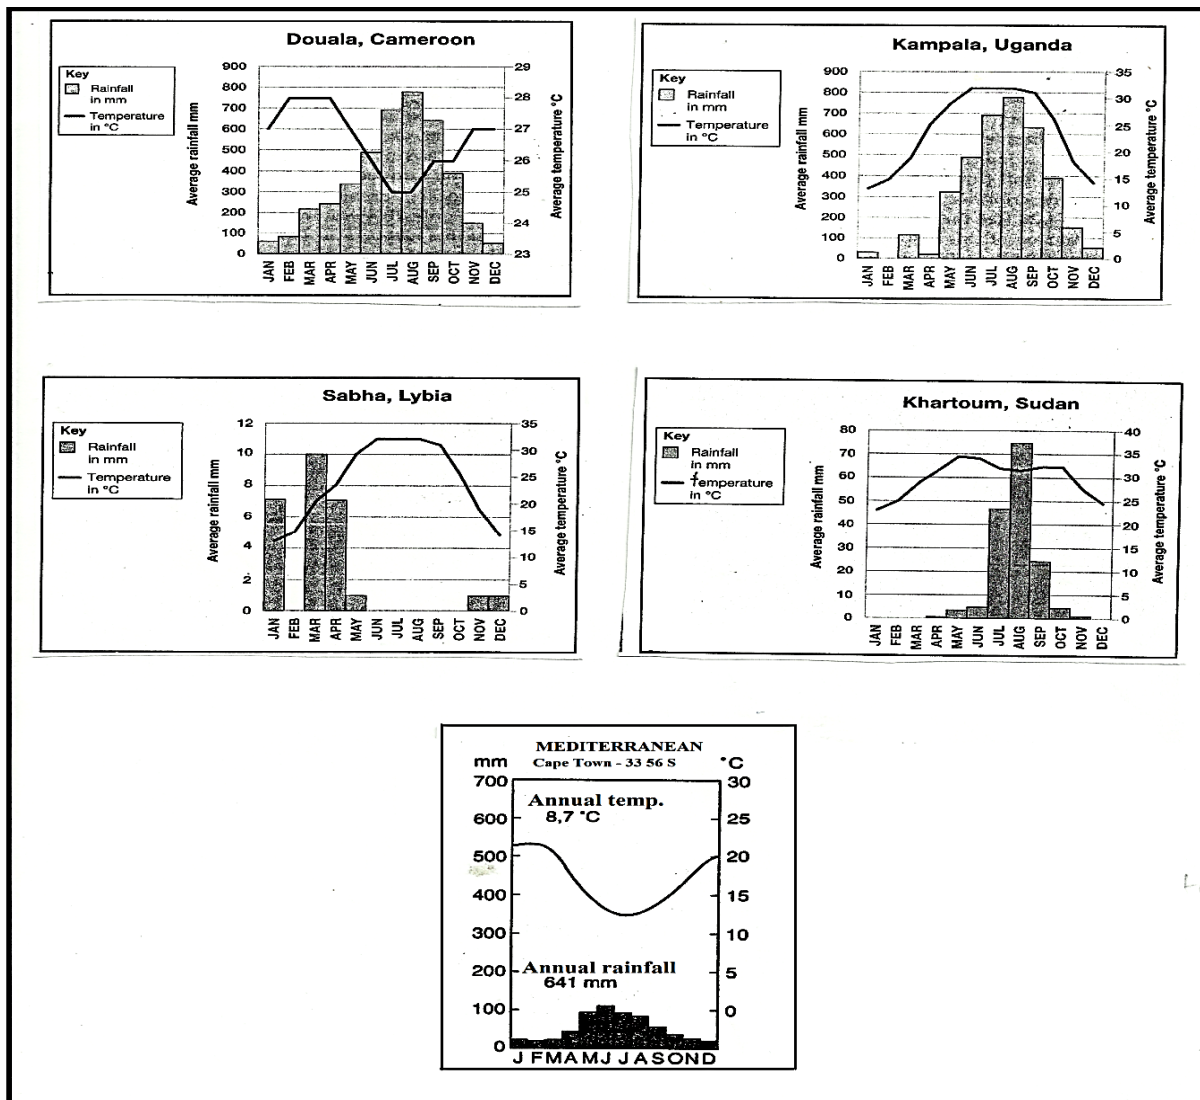 Douala, Cameroon
Key
Rainfall
in mm
Temperature
in °C
Average rainfall mm
900
800
700
600
500
400
300
200
100
0
29
28
27
26
25
24
23
Average temperature °C
JAN FEB MAR APR MAY JUN JUL AUG SEP OCT NOV DEC
Kampala, Uganda
Key
Rainfall
in mm
Temperature
in °C
Average rainfall mm
900
800
700
600
500
400
300
200
100
0
35
30
25
20
15
10
5
0
Average temperature °C
JAN FEB MAR APR MAY JUN JUL AUG SEP OCT NOV DEC
Sabha, Lybia
Key
Rainfall
in mm
Temperature
in °C
Average rainfall mm
12
10
8
6
4
2
0
35
30
25
20
15
10
5
0
Average temperature °C
JAN FEB MAR APR MAY JUN JUL AUG SEP OCT NOV DEC
Khartoum, Sudan
Key
Rainfall
in mm
Temperature
in °C
Average rainfall mm
80
70
60
50
40
30
20
10
0
40
35
30
25
20
15
10
5
0
Average temperature °C
JAN FEB MAR APR MAY JUN JUL AUG SEP OCT NOV DEC
MEDITERRANEAN
mm Cape Town - 33 56 S °C
700
600
500
400
300
200
100
0
30
25
20
15
10
5
0
Annual temp.
8,7 °C
Annual rainfall
641 mm
J F M A M J J A S O N D